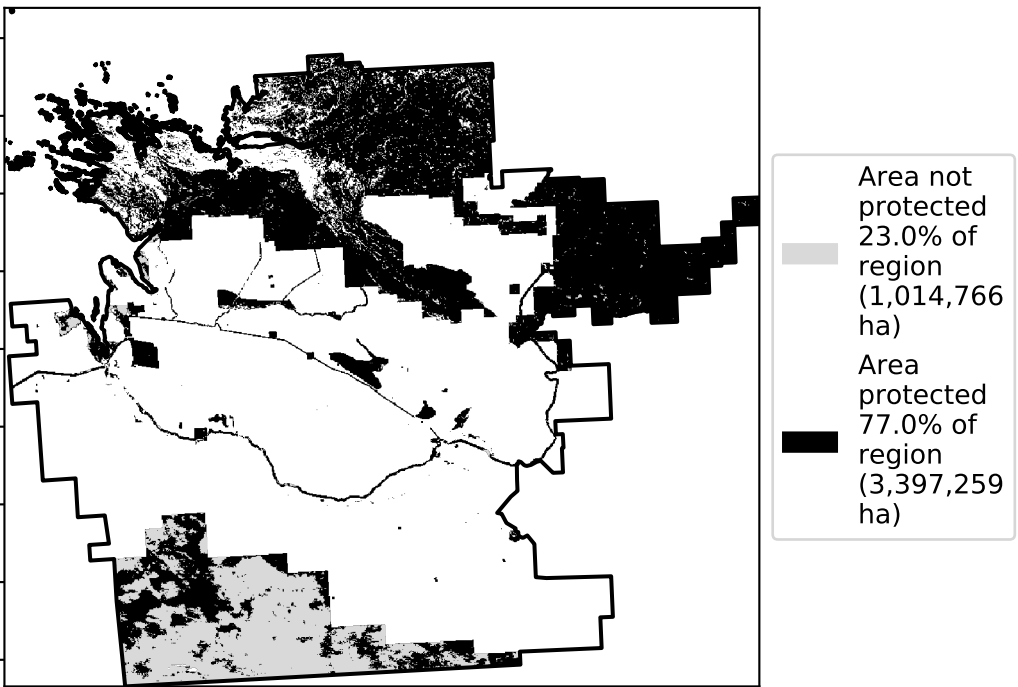 Area not
protected
23.0% of
region
(1,014,766
ha)
Area
protected
77.0% of
region
(3,397,259
ha)